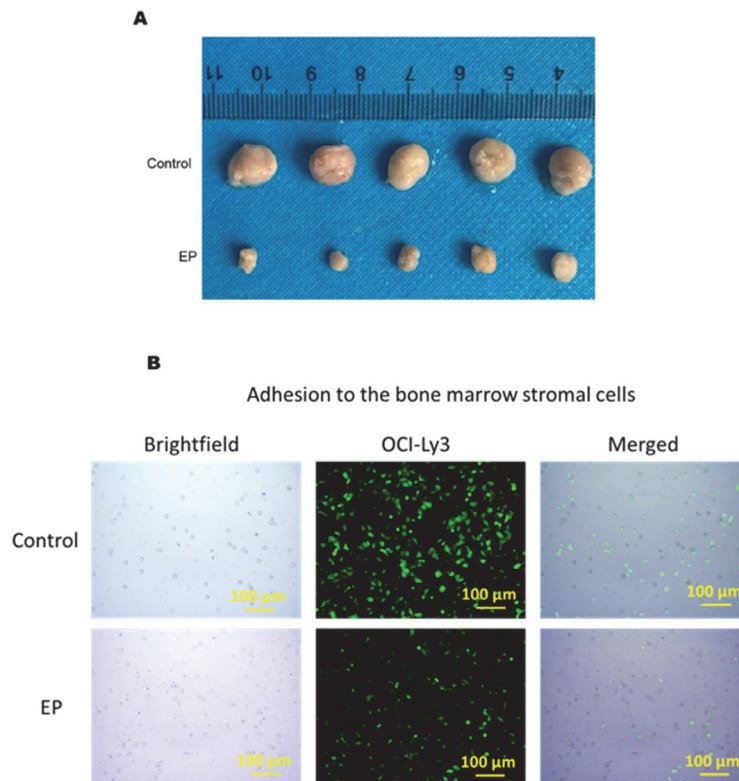 A
11 10 9 8 7 6 5 4
Control
EP
B
Adhesion to the bone marrow stromal cells
Brightfield OCI-Ly3 Merged
Control
100 µm 100 µm 100 µm
EP
100 µm 100 µm 100 µm